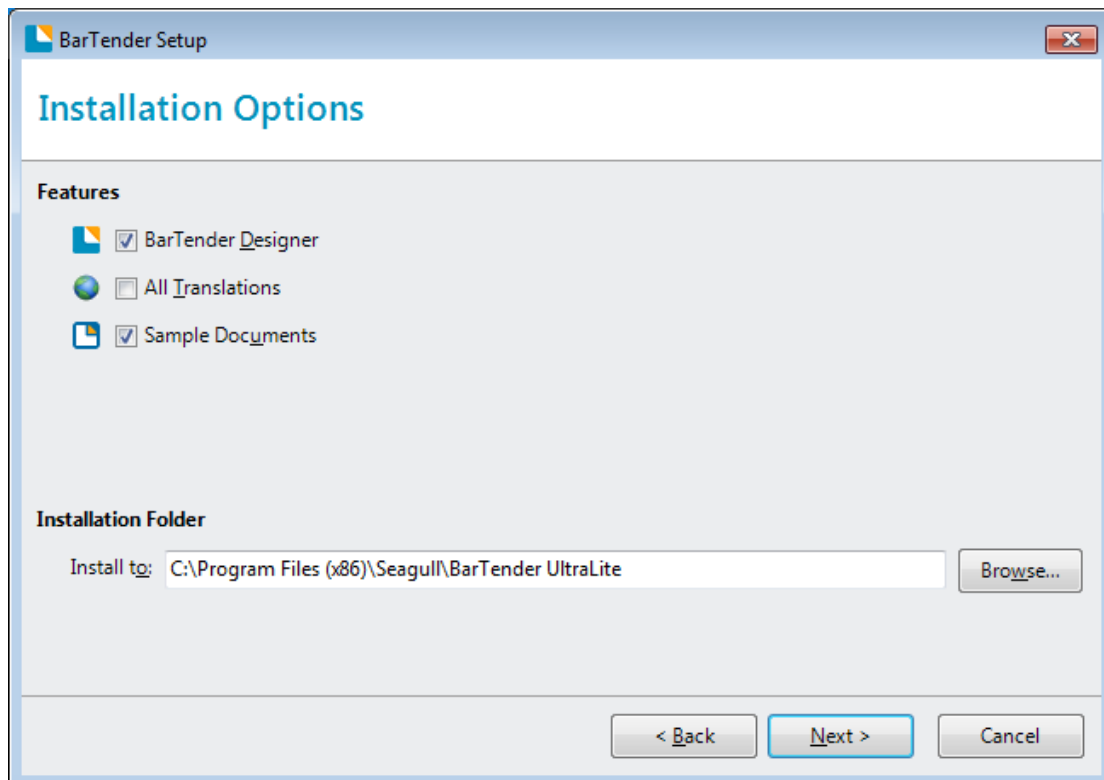 BarTender Setup
Installation Options
Features
BarTender Designer
All Translations
Sample Documents
Installation Folder
Install to: C:\Program Files (x86)\Seagull\BarTender UltraLite Browse...
< Back Next > Cancel